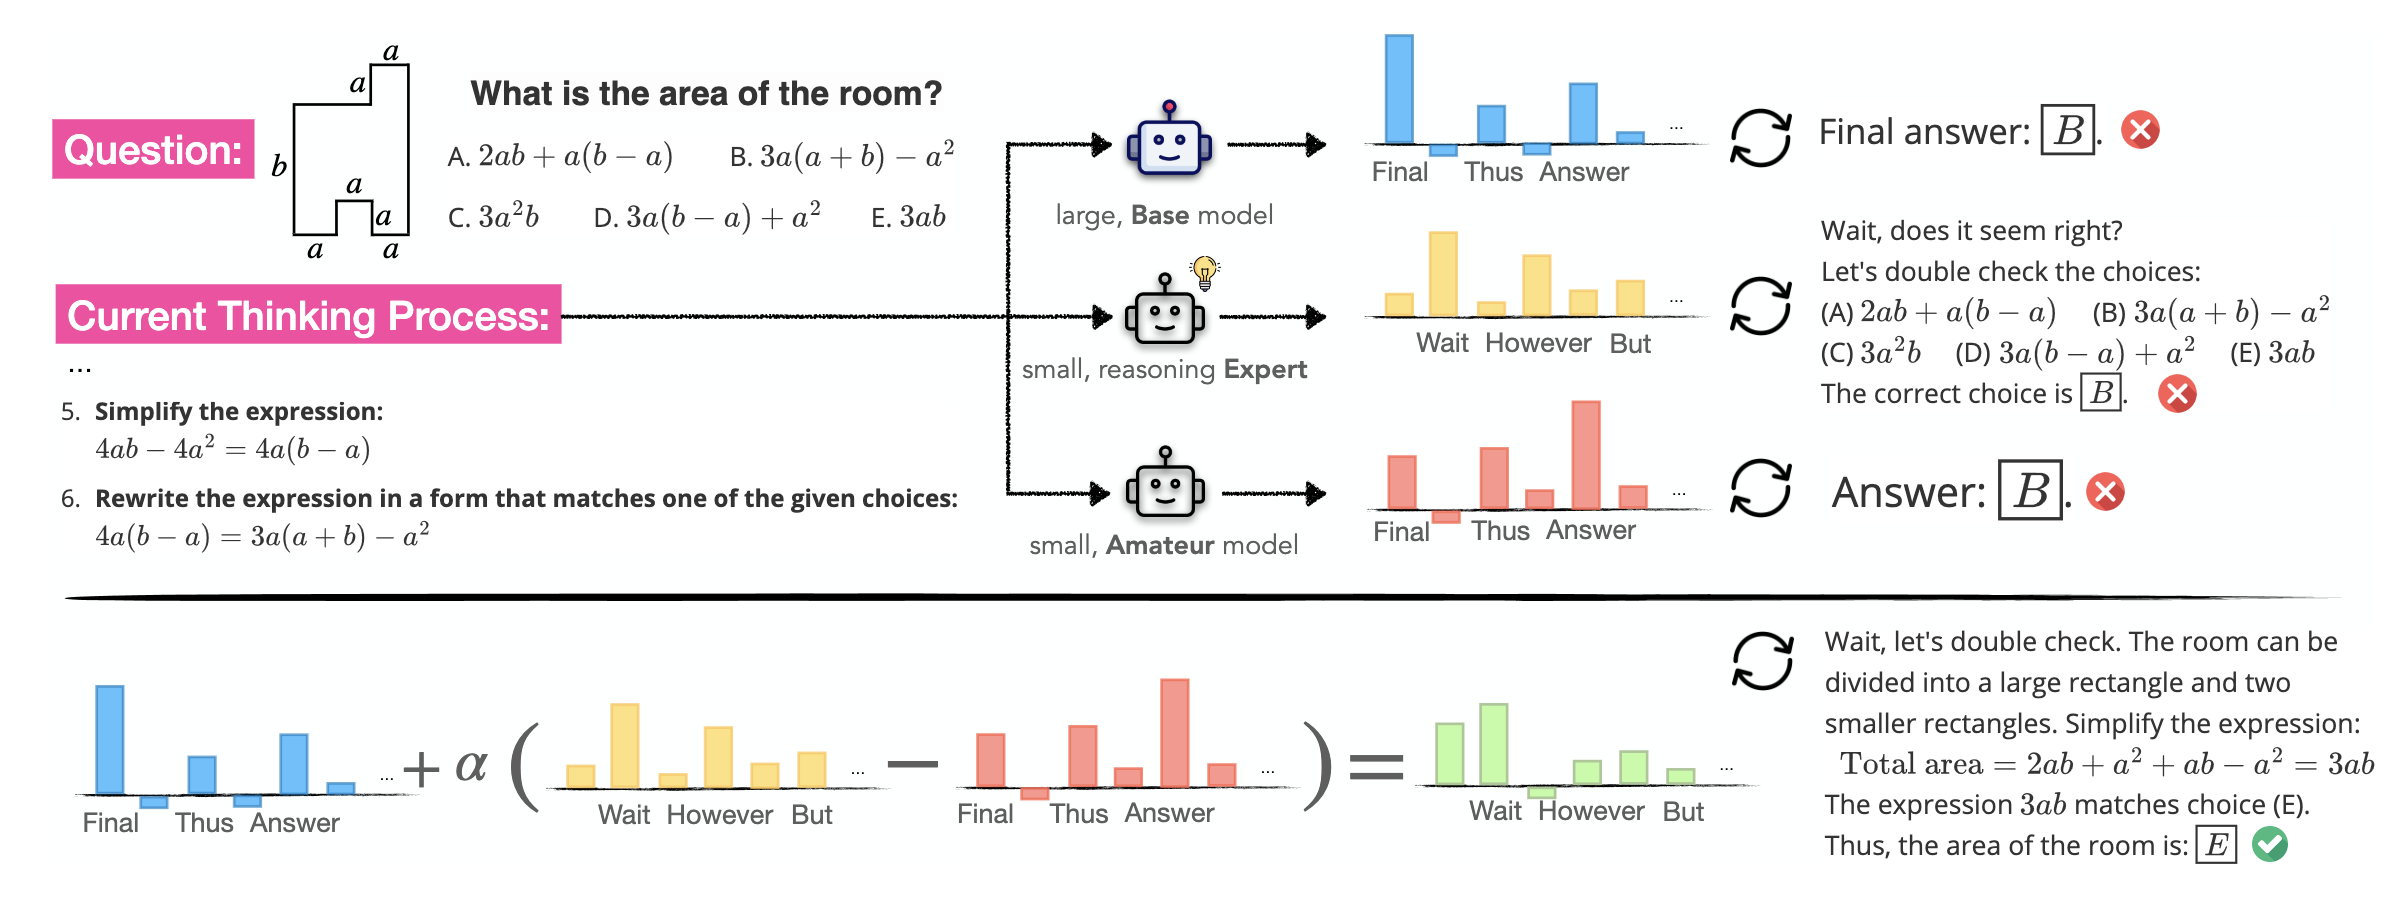 Question:
a
a
b
a
a
a
a
What is the area of the room?
A. 2ab + a(b − a) B. 3a(a + b) − a²
C. 3a²b D. 3a(b − a) + a² E. 3ab
Current Thinking Process:
...
5. Simplify the expression:
4ab − 4a² = 4a(b − a)
6. Rewrite the expression in a form that matches one of the given choices:
4a(b − a) = 3a(a + b) − a²
large, Base model
...
Final Thus Answer
Final answer: B.
small, reasoning Expert
...
Wait However But
Wait, does it seem right?
Let's double check the choices:
(A) 2ab + a(b − a) (B) 3a(a + b) − a²
(C) 3a²b (D) 3a(b − a) + a² (E) 3ab
The correct choice is B.
small, Amateur model
...
Final Thus Answer
Answer: B.
... + α ( ... − ... ) = ...
Final Thus Answer
Wait However But
Final Thus Answer
Wait However But
Wait, let's double check. The room can be
divided into a large rectangle and two
smaller rectangles. Simplify the expression:
Total area = 2ab + a² + ab − a² = 3ab
The expression 3ab matches choice (E).
Thus, the area of the room is: E